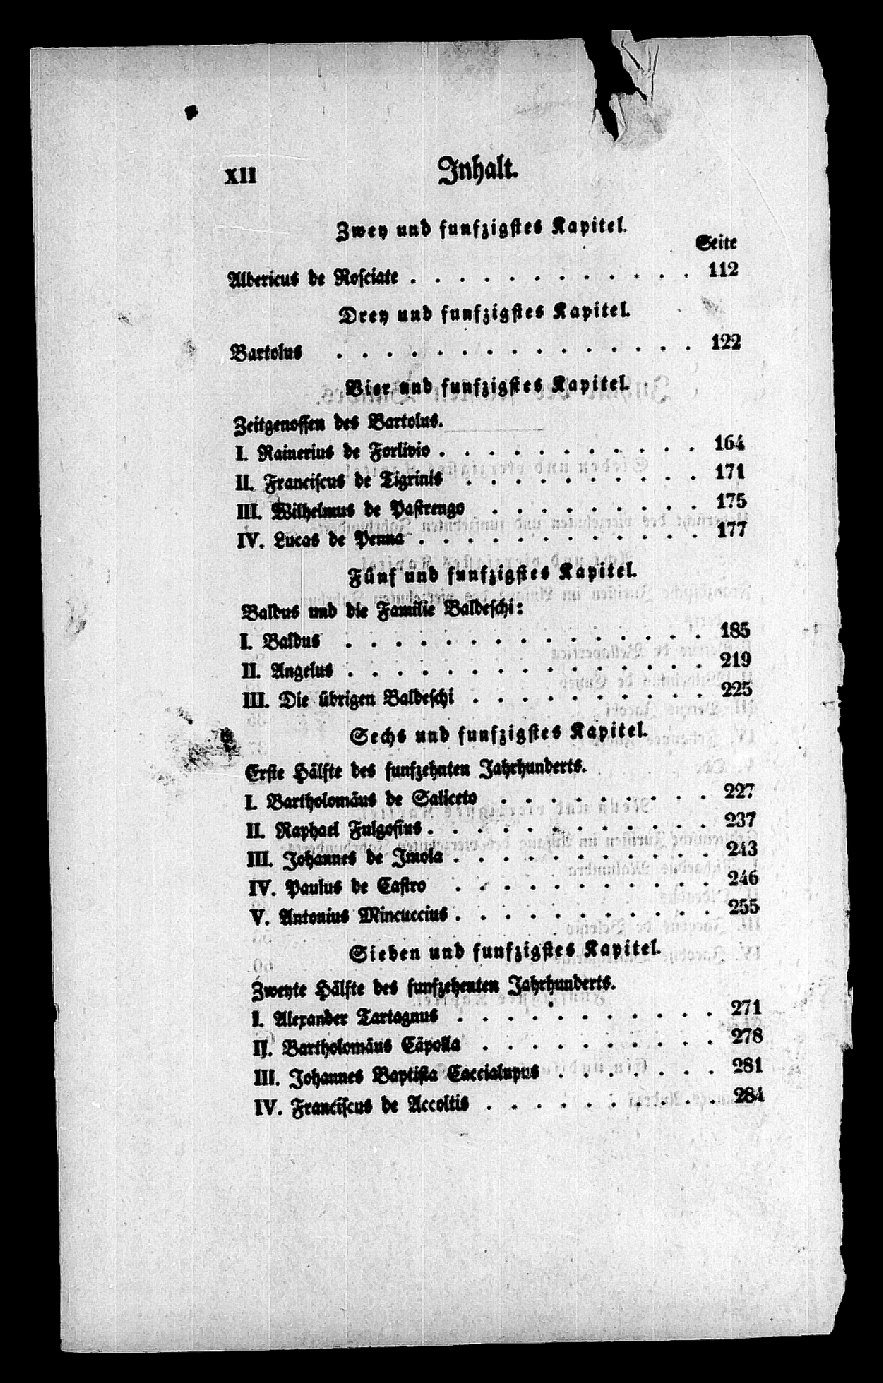 XII Inhalt.
Zwey und funfzigstes Kapitel.
Seite
Albericus de Rosciate . . . . . . . . . . . . 112
Drey und funfzigstes Kapitel.
Bartolus . . . . . . . . . . . . . . . 122
Vier und funfzigstes Kapitel.
Zeitgenossen des Bartolus.
I. Rainerius de Forlivio . . . . . . . . . . . 164
II. Franciscus de Tigrinis . . . . . . . . . . 171
III. Wilhelmus de Pastrengo . . . . . . . . . 175
IV. Lucas de Penna . . . . . . . . . . . . 177
Fünf und funfzigstes Kapitel.
Baldus und die Familie Baldeschi:
I. Baldus . . . . . . . . . . . . . . . 185
II. Angelus . . . . . . . . . . . . . . . 219
III. Die übrigen Baldeschi . . . . . . . . . . 225
Sechs und funfzigstes Kapitel.
Erste Hälfte des funfzehnten Jahrhunderts.
I. Bartholomäus de Saliceto . . . . . . . . . 227
II. Raphael Fulgosius . . . . . . . . . . . . 237
III. Johannes de Imola . . . . . . . . . . . 243
IV. Paulus de Castro . . . . . . . . . . . 246
V. Antonius Mincuccius . . . . . . . . . . . 255
Sieben und funfzigstes Kapitel.
Zweyte Hälfte des funfzehenten Jahrhunderts.
I. Alexander Tartagnus . . . . . . . . . . . 271
II. Bartholomäus Cäpolla . . . . . . . . . . 278
III. Johannes Baptista Caccialupus . . . . . . . 281
IV. Franciscus de Accoltis . . . . . . . . . . 284